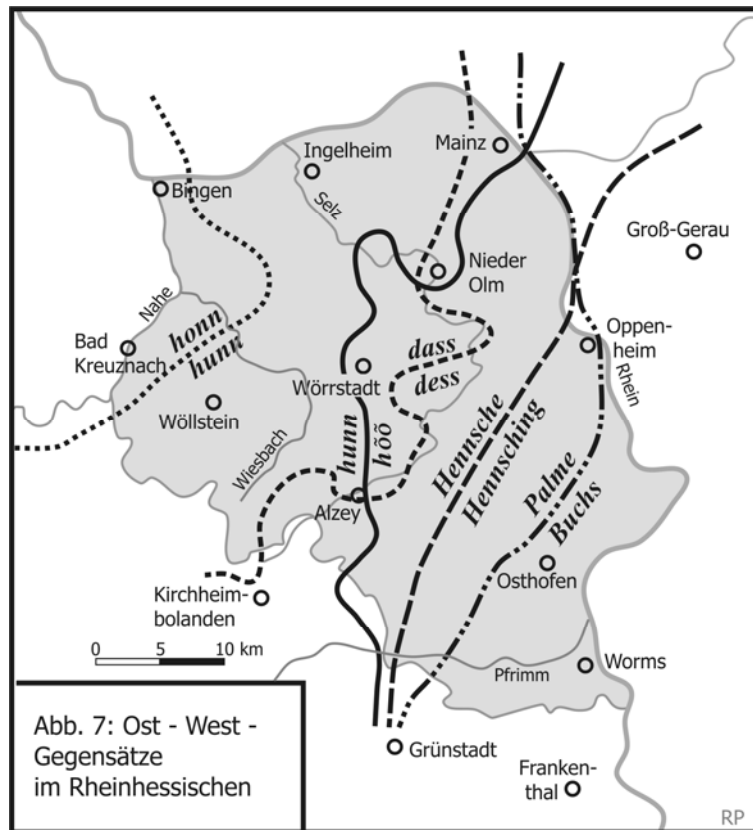 Mainz
Ingelheim
Bingen
Selz
Groß-Gerau
Nieder
Olm
Nahe
honn
hunn
Bad
Kreuznach
Oppen-
heim
Rhein
dass
dess
Wörrstadt
Wöllstein
hunn
hõõ
Hennsche
Hennsching
Wiesbach
Palme
Buchs
Alzey
Osthofen
Kirchheim-
bolanden
0 5 10 km
Worms
Pfrimm
Abb. 7: Ost - West -
Gegensätze
im Rheinhessischen
Grünstadt
Franken-
thal
RP